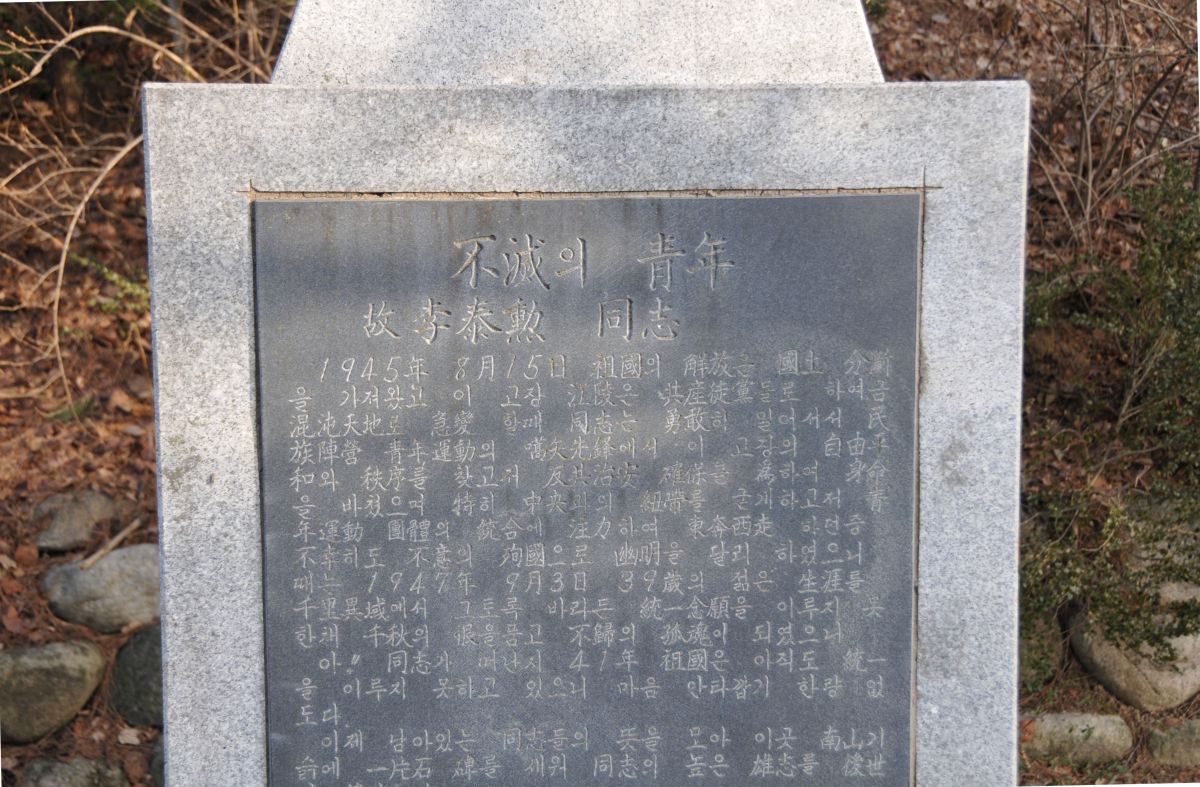 不滅의 青年
故 李泰勲 同志
1945年 8月15日 祖國의 解放은 國土 分
을 가져왔고 이 고장 江陵은 共産徒黨들로 하여금
混沌天地로 急變할 때 同志는 勇敢히 일어서서 民
族陣營 青年運動의 萬矢先鋒에서 이 고장의 自由平
和와 秩序를 찾고저 反共治安 確保를 爲하여 身命
을 바쳤으며 特히 中央의 紐帶를 굳게하고저 青
年運動團體의 統合에 注力하여 東奔西走하던 중
不幸히도 不意의 殉國으로 幽明을 달리 하였으니
때는 1947年 9月3日 39歲의 젊은 生涯를
千里異域에서 그토록 바라든 統一念願을 이루지 못
한채 千秋의 恨을 품고 不歸의 孤魂이 되였으니
아〃 同志가 떠난지 41年 祖國은 아직도 統一
을 이루지 못하고 있으니 마음 안타깝기 한량 없
도다.
이제 남아있는 同志들의 뜻을 모아 이곳 南山기
슭에 一片石碑를 세워 同志의 높은 雄志를 後世